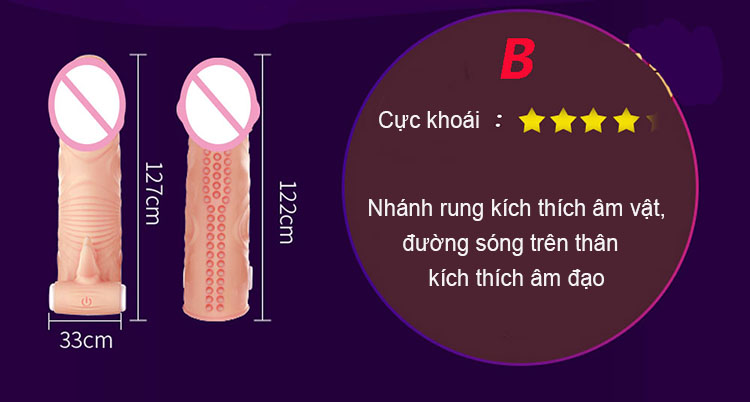 B
Cực khoái :
Nhánh rung kích thích âm vật,
đường sóng trên thân
kích thích âm đạo
127cm
122cm
33cm